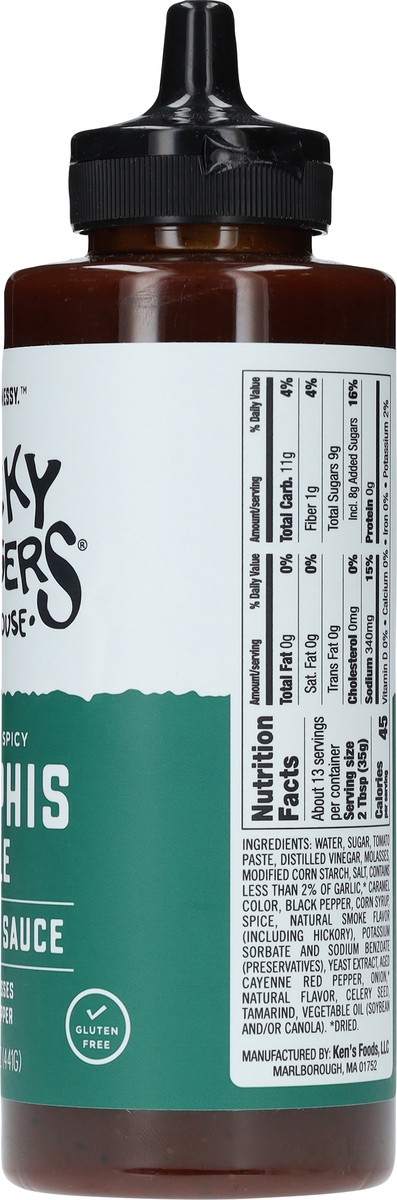 ESSY.™
KY
GERS®
OUSE•
SPICY
PHIS
E
SAUCE
SSES
PPER
(441G)
GLUTEN
FREE
Nutrition
Facts
About 13 servings
per container
Serving size
2 Tbsp (35g)
Calories 45
per serving
Amount/serving % Daily Value
Total Fat 0g 0%
Sat. Fat 0g 0%
Trans Fat 0g
Cholesterol 0mg 0%
Sodium 340mg 15%
Amount/serving % Daily Value
Total Carb. 11g 4%
Fiber 1g 4%
Total Sugars 9g
Incl. 8g Added Sugars 16%
Protein 0g
Vitamin D 0% • Calcium 0% • Iron 0% • Potassium 2%
INGREDIENTS: WATER, SUGAR, TOMATO
PASTE, DISTILLED VINEGAR, MOLASSES,
MODIFIED CORN STARCH, SALT, CONTAINS
LESS THAN 2% OF GARLIC,* CARAMEL
COLOR, BLACK PEPPER, CORN SYRUP,
SPICE, NATURAL SMOKE FLAVOR
(INCLUDING HICKORY), POTASSIUM
SORBATE AND SODIUM BENZOATE
(PRESERVATIVES), YEAST EXTRACT, AGED
CAYENNE RED PEPPER, ONION,*
NATURAL FLAVOR, CELERY SEED,
TAMARIND, VEGETABLE OIL (SOYBEAN
AND/OR CANOLA). *DRIED.
MANUFACTURED BY: Ken's Foods, LLC
MARLBOROUGH, MA 01752